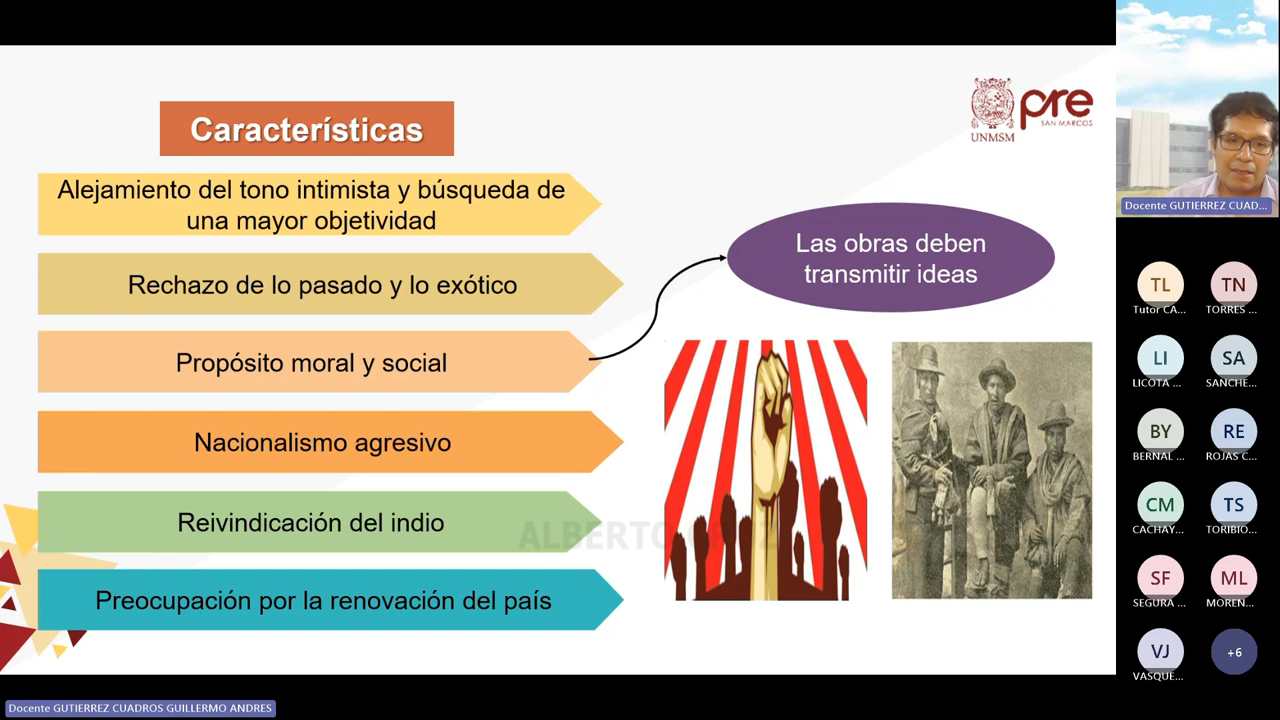 Características
Alejamiento del tono intimista y búsqueda de
una mayor objetividad
Rechazo de lo pasado y lo exótico
Propósito moral y social
Nacionalismo agresivo
Reivindicación del indio
Preocupación por la renovación del país
Las obras deben
transmitir ideas
UNMSM
pre
SAN MARCOS
ALBERTO
Docente GUTIERREZ CUAD...
TL
Tutor CA...
TN
TORRES ...
LI
LICOTA ...
SA
SANCHE...
BY
BERNAL ...
RE
ROJAS C...
CM
CACHAY...
TS
TORIBIO...
SF
SEGURA ...
ML
MOREN...
VJ
VASQUE...
+6
Docente GUTIERREZ CUADROS GUILLERMO ANDRES